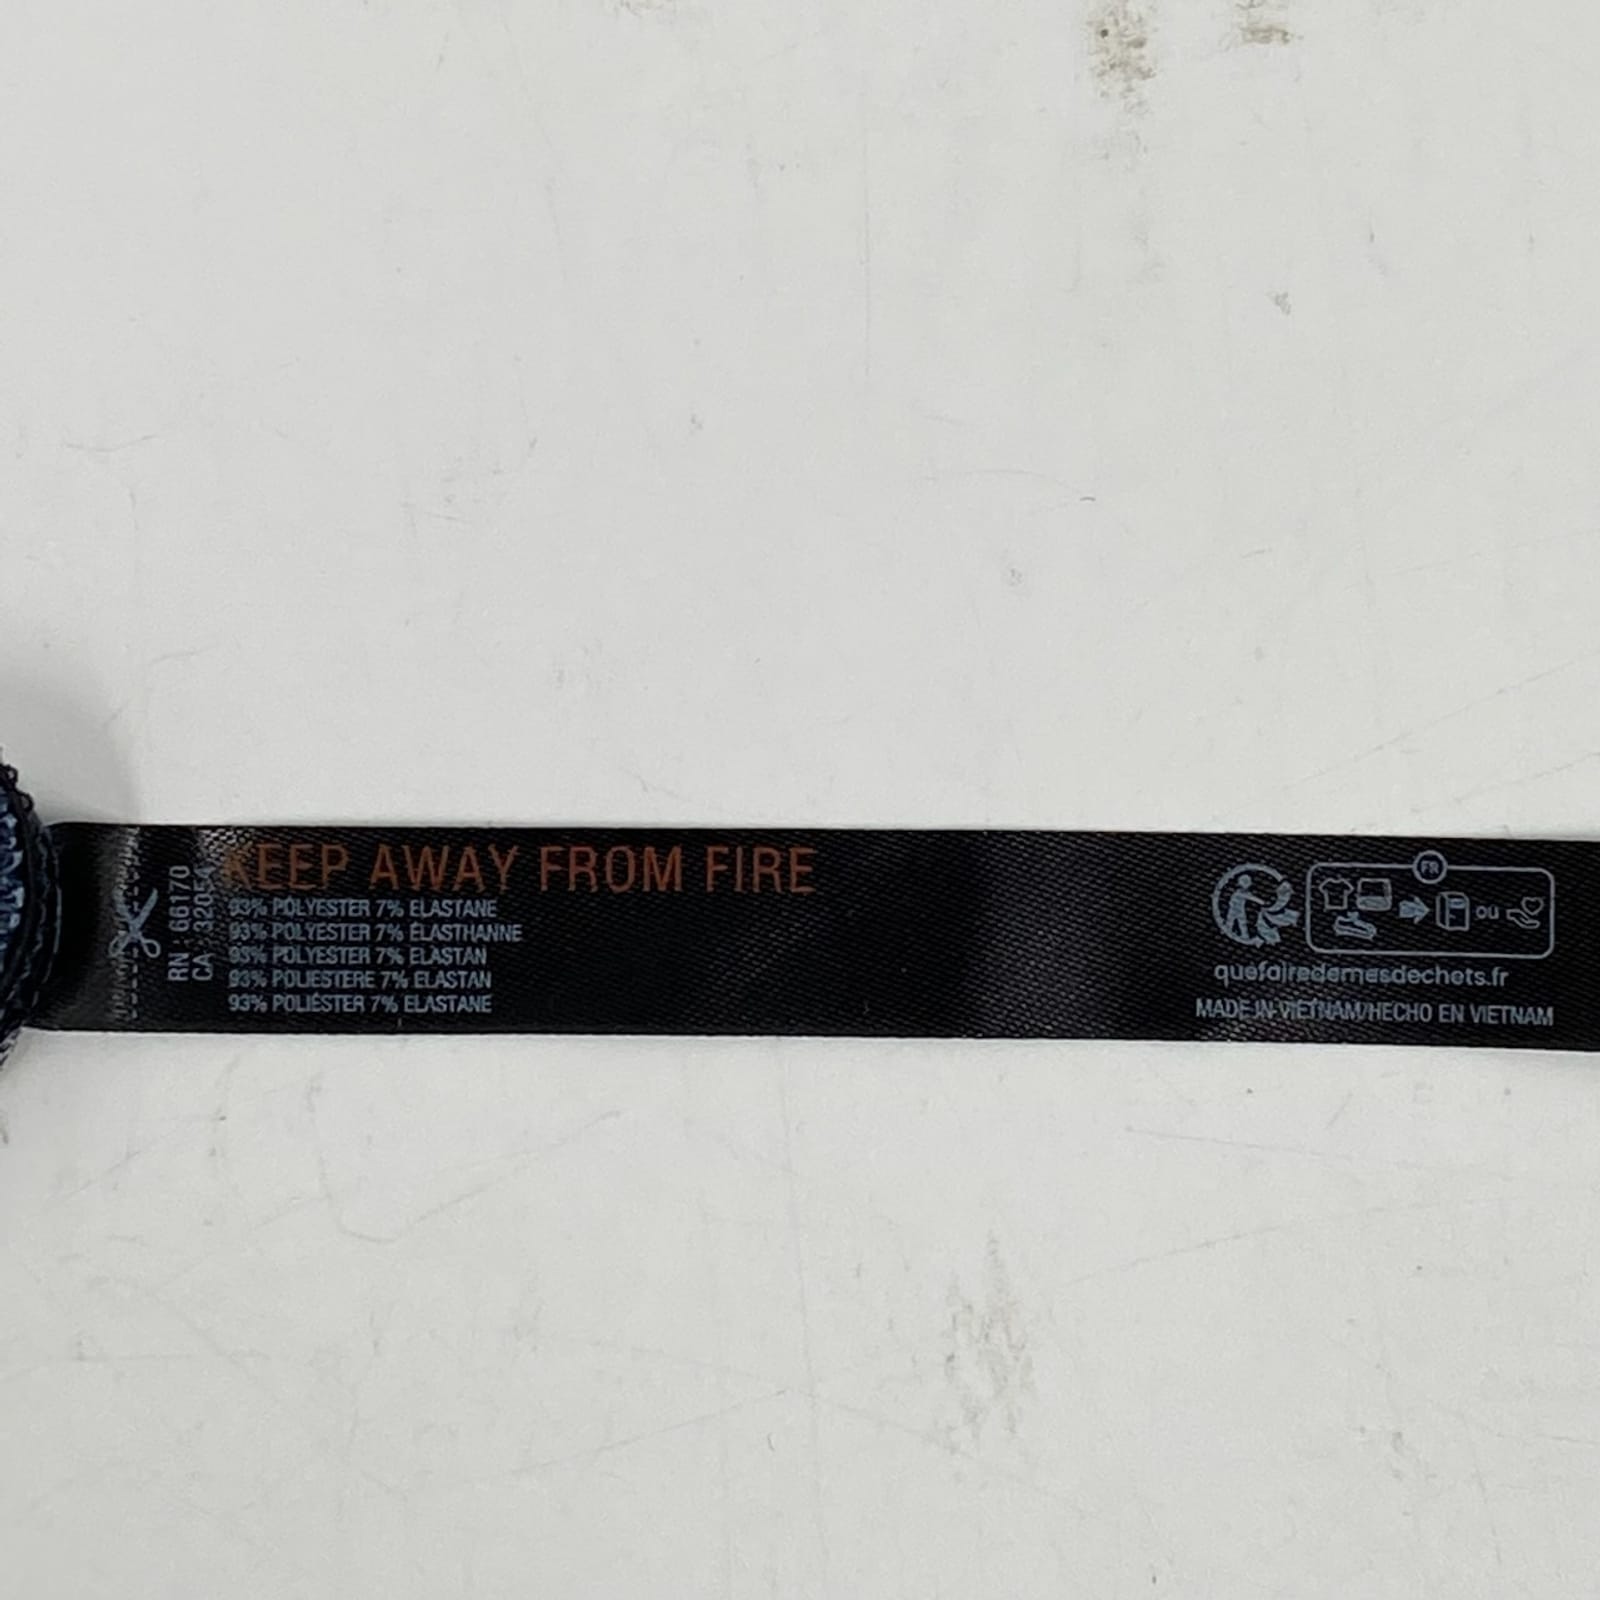 RN : 66170
CA : 32054
KEEP AWAY FROM FIRE
93% POLYESTER 7% ELASTANE
93% POLYESTER 7% ÉLASTHANNE
93% POLYESTER 7% ELASTAN
93% POLIESTERE 7% ELASTAN
93% POLIÉSTER 7% ELASTANE
FR
ou
quefairedemesdechets.fr
MADE IN VIETNAM/HECHO EN VIETNAM